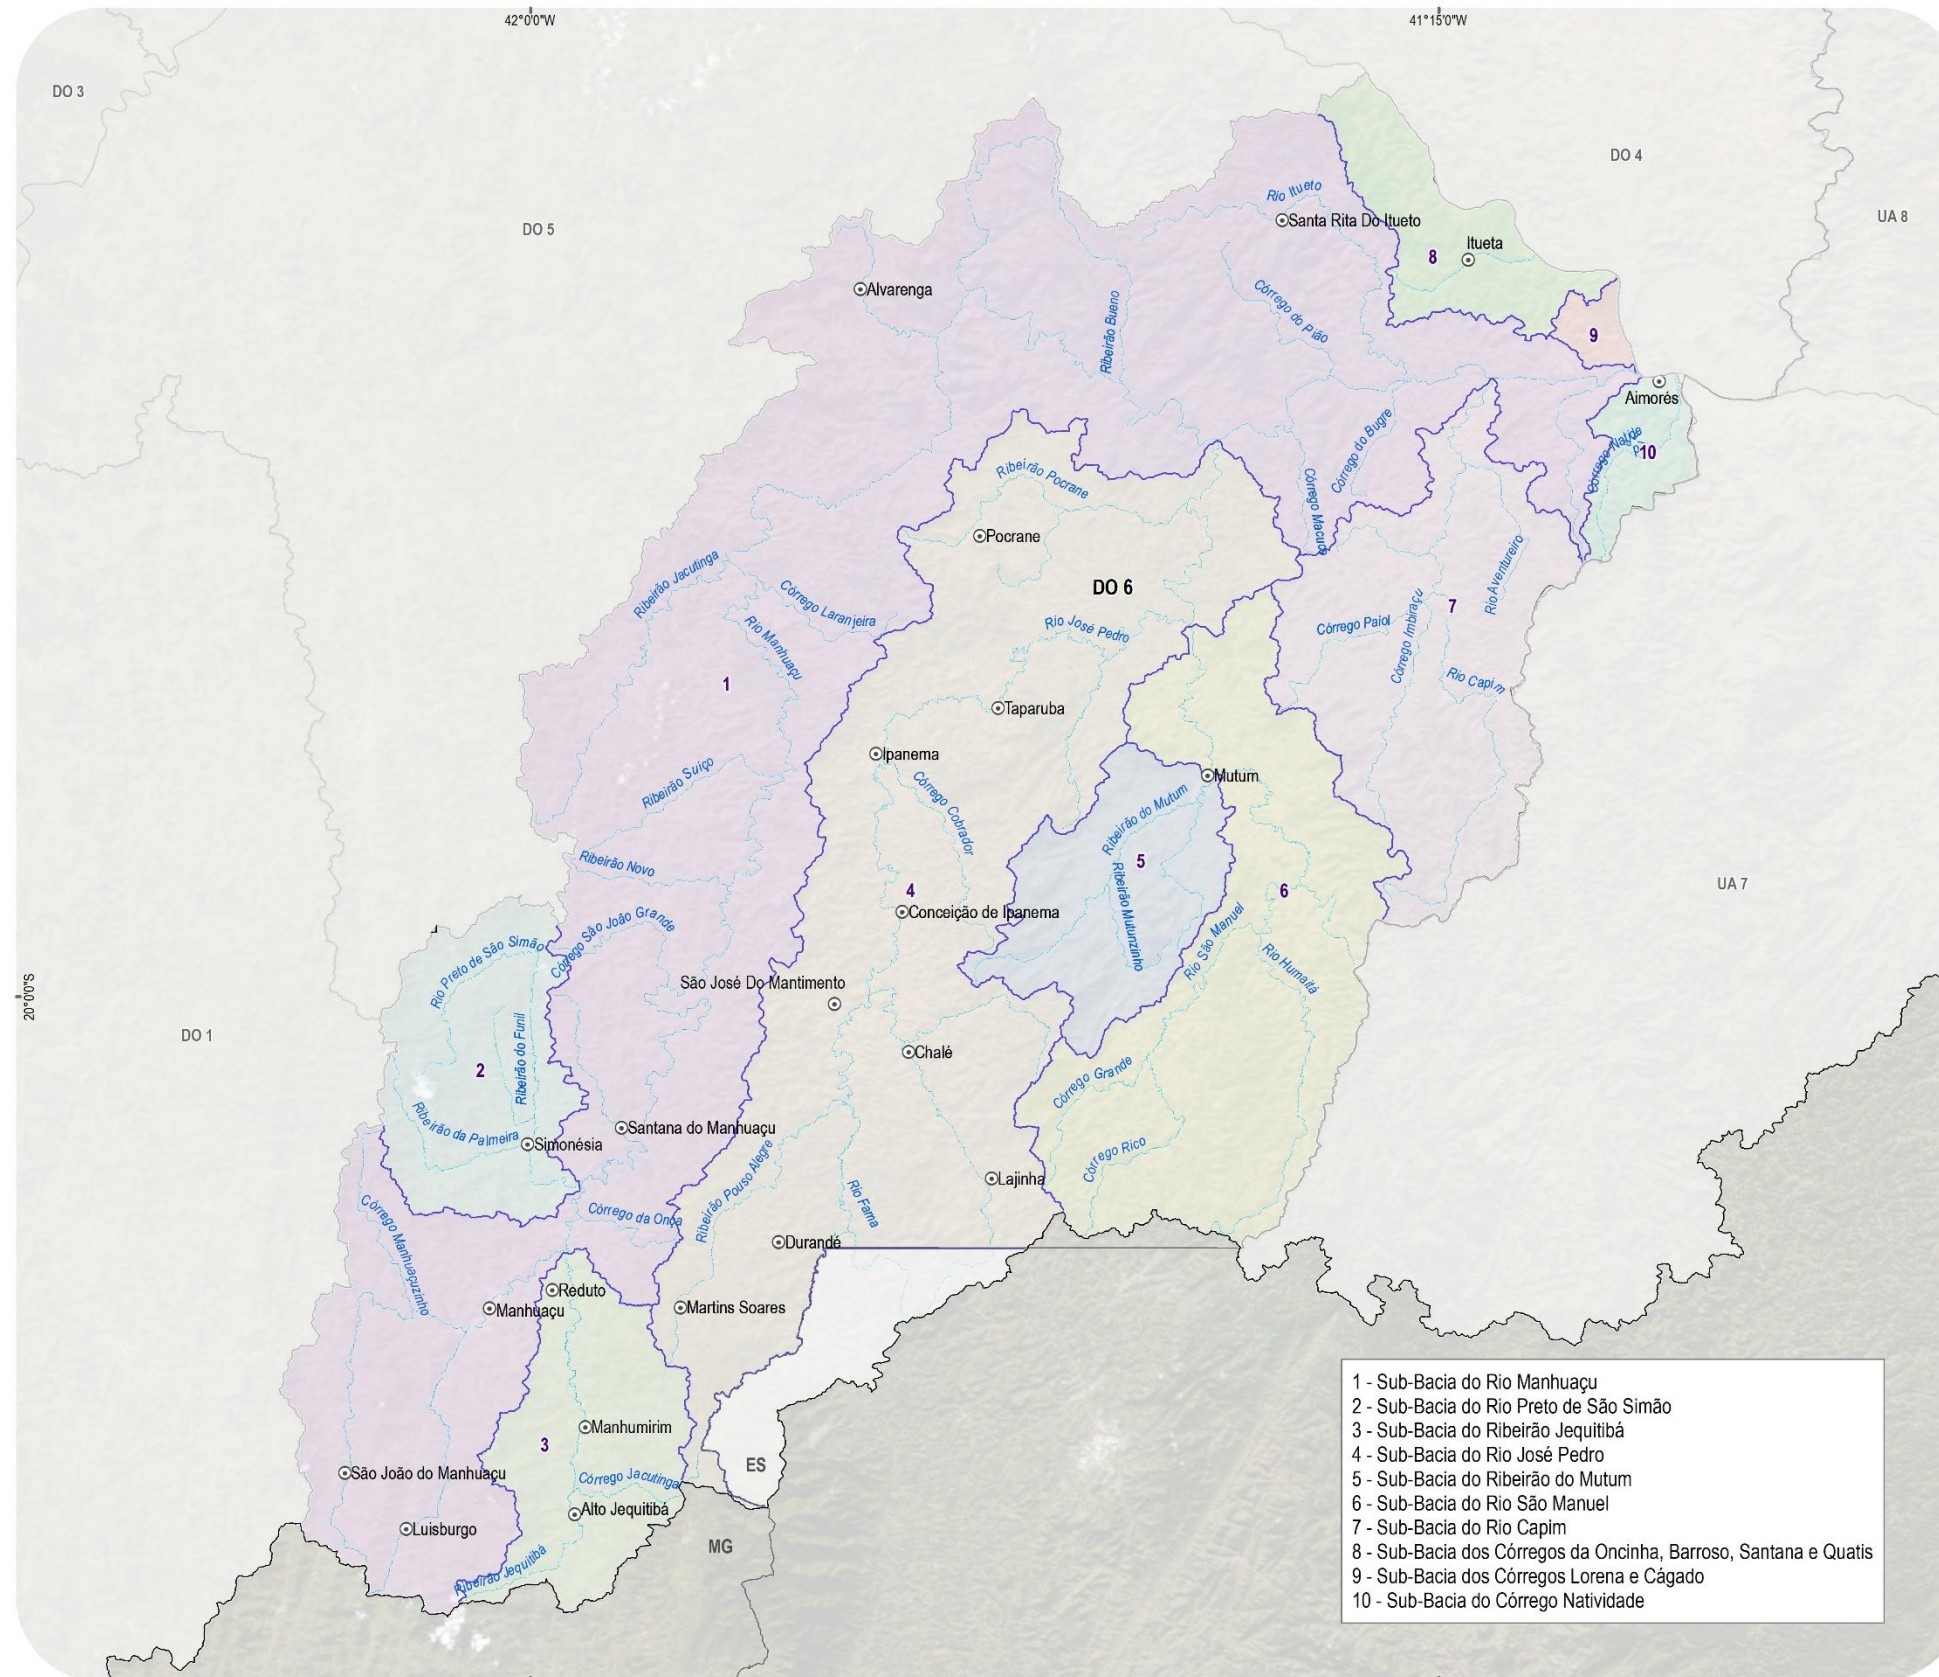 42°0'0"W
41°15'0"W
DO 3
DO 4
DO 5
UA 8
Rio Itueto
Santa Rita Do Itueto
Itueta
8
Alvarenga
Ribeirão Bueno
Córrego do Pião
9
Aimorés
Córrego do Bugre
10
Ribeirão Pocrane
Córrego Macuco
Pocrane
Ribeirão Jacutinga
Rio Aventureiro
DO 6
Córrego Laranjeira
7
Córrego Paiol
Córrego Imbiraçu
Rio José Pedro
Rio Manhuaçu
1
Rio Capim
Taparuba
Ipanema
Ribeirão Suiço
Mutum
Córrego Cobrador
Ribeirão do Mutum
Ribeirão Novo
5
4
6
Ribeirão Mutunzinho
UA 7
Conceição de Ipanema
Córrego São João Grande
Rio Preto de São Simão
Rio São Manuel
Rio Humaitá
São José Do Mantimento
20°0'0"S
DO 1
Chalé
Ribeirão do Funil
2
Córrego Grande
Ribeirão da Palmeira
Santana do Manhuaçu
Simonésia
Córrego Rico
Ribeirão Pouso Alegre
Lajinha
Rio Fama
Córrego da Onça
Córrego Manhuaçuzinho
Durandé
Reduto
Manhuaçu
Martins Soares
Manhumirim
3
ES
São João do Manhuaçu
Córrego Jacutinga
Alto Jequitibá
Luisburgo
MG
Ribeirão Jequitibá
1 - Sub-Bacia do Rio Manhuaçu
2 - Sub-Bacia do Rio Preto de São Simão
3 - Sub-Bacia do Ribeirão Jequitibá
4 - Sub-Bacia do Rio José Pedro
5 - Sub-Bacia do Ribeirão do Mutum
6 - Sub-Bacia do Rio São Manuel
7 - Sub-Bacia do Rio Capim
8 - Sub-Bacia dos Córregos da Oncinha, Barroso, Santana e Quatis
9 - Sub-Bacia dos Córregos Lorena e Cágado
10 - Sub-Bacia do Córrego Natividade